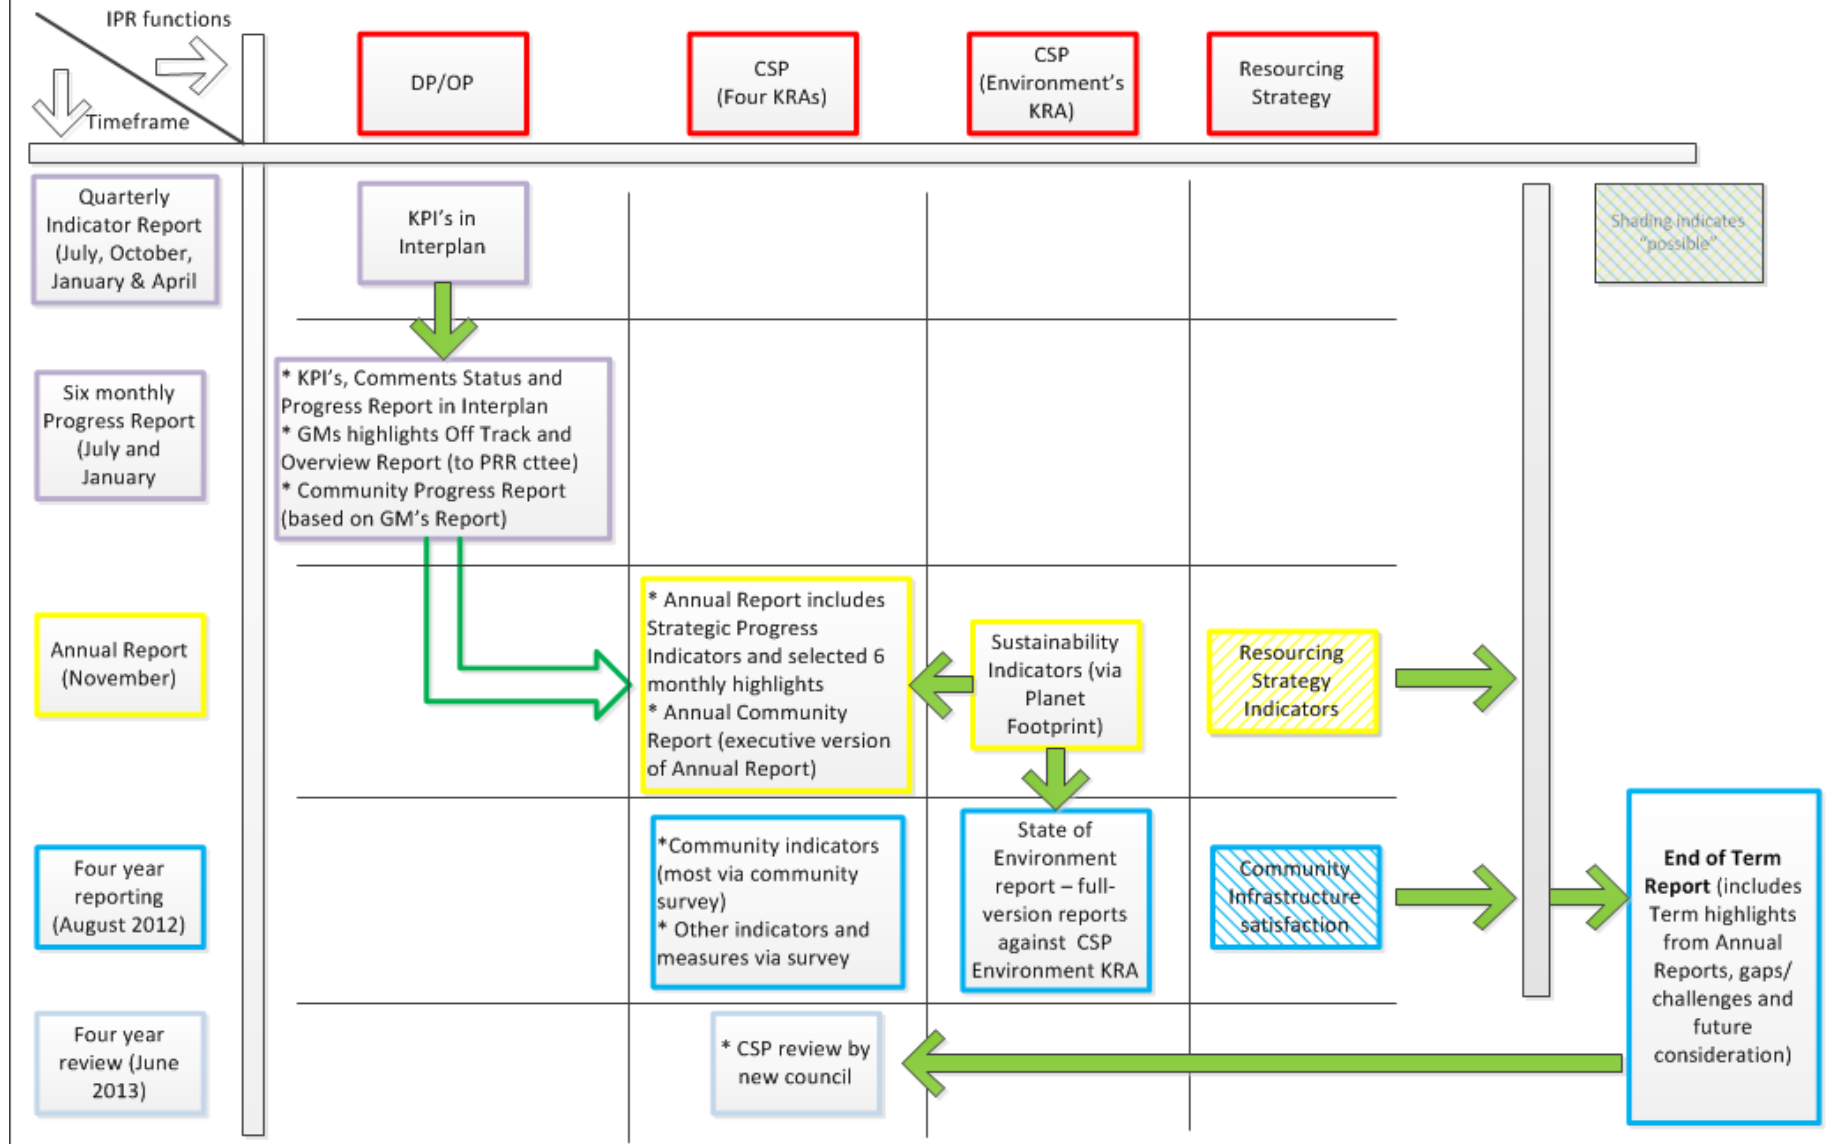 IPR functions
Timeframe
DP/OP
CSP
(Four KRAs)
CSP
(Environment's
KRA)
Resourcing
Strategy
Quarterly
Indicator Report
(July, October,
January & April
KPI's in
Interplan
Shading indicates
"possible"
Six monthly
Progress Report
(July and
January
* KPI's, Comments Status and
Progress Report in Interplan
* GMs highlights Off Track and
Overview Report (to PRR cttee)
* Community Progress Report
(based on GM's Report)
Annual Report
(November)
* Annual Report includes
Strategic Progress
Indicators and selected 6
monthly highlights
* Annual Community
Report (executive version
of Annual Report)
Sustainability
Indicators (via
Planet
Footprint)
Resourcing
Strategy
Indicators
Four year
reporting
(August 2012)
*Community indicators
(most via community
survey)
* Other indicators and
measures via survey
State of
Environment
report – full-
version reports
against CSP
Environment KRA
Community
Infrastructure
satisfaction
End of Term
Report (includes
Term highlights
from Annual
Reports, gaps/
challenges and
future
consideration)
Four year
review (June
2013)
* CSP review by
new council